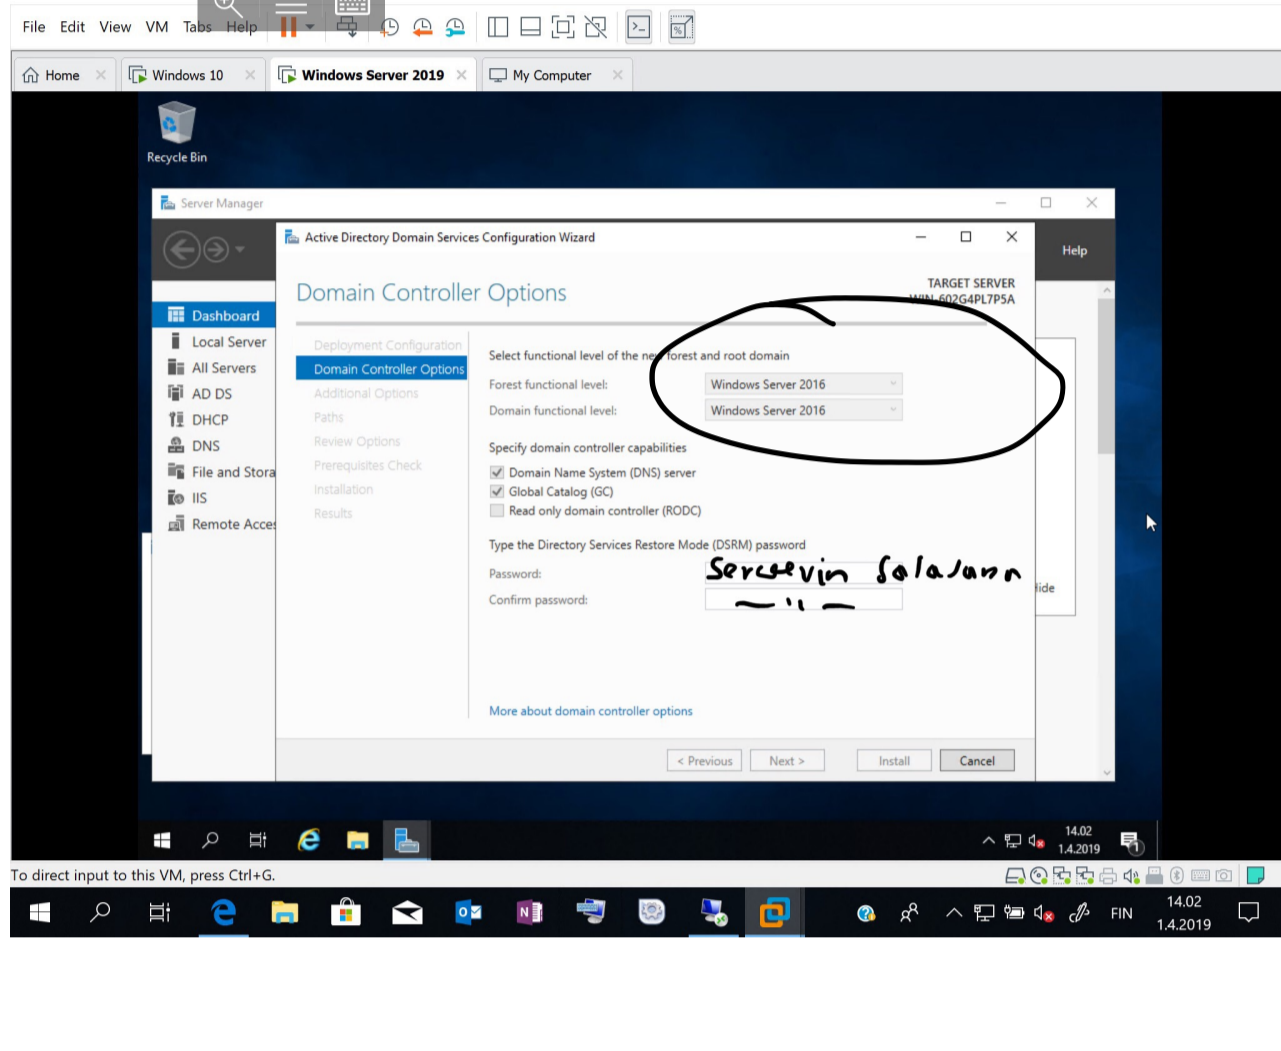 File Edit View VM Tabs Help
Home Windows 10 Windows Server 2019 My Computer
Recycle Bin
Server Manager
Help
Dashboard
Local Server
All Servers
AD DS
DHCP
DNS
File and Stora
IIS
Remote Acces
Active Directory Domain Services Configuration Wizard
Domain Controller Options
TARGET SERVER
WIN-602G4PL7P5A
Deployment Configuration
Domain Controller Options
Additional Options
Paths
Review Options
Prerequisites Check
Installation
Results
Select functional level of the new forest and root domain
Forest functional level: Windows Server 2016
Domain functional level: Windows Server 2016
Specify domain controller capabilities
Domain Name System (DNS) server
Global Catalog (GC)
Read only domain controller (RODC)
Type the Directory Services Restore Mode (DSRM) password
Password:
Confirm password: — " —
More about domain controller options
< Previous Next > Install Cancel
Hide
14.02
1.4.2019
1
To direct input to this VM, press Ctrl+G.
FIN
14.02
1.4.2019